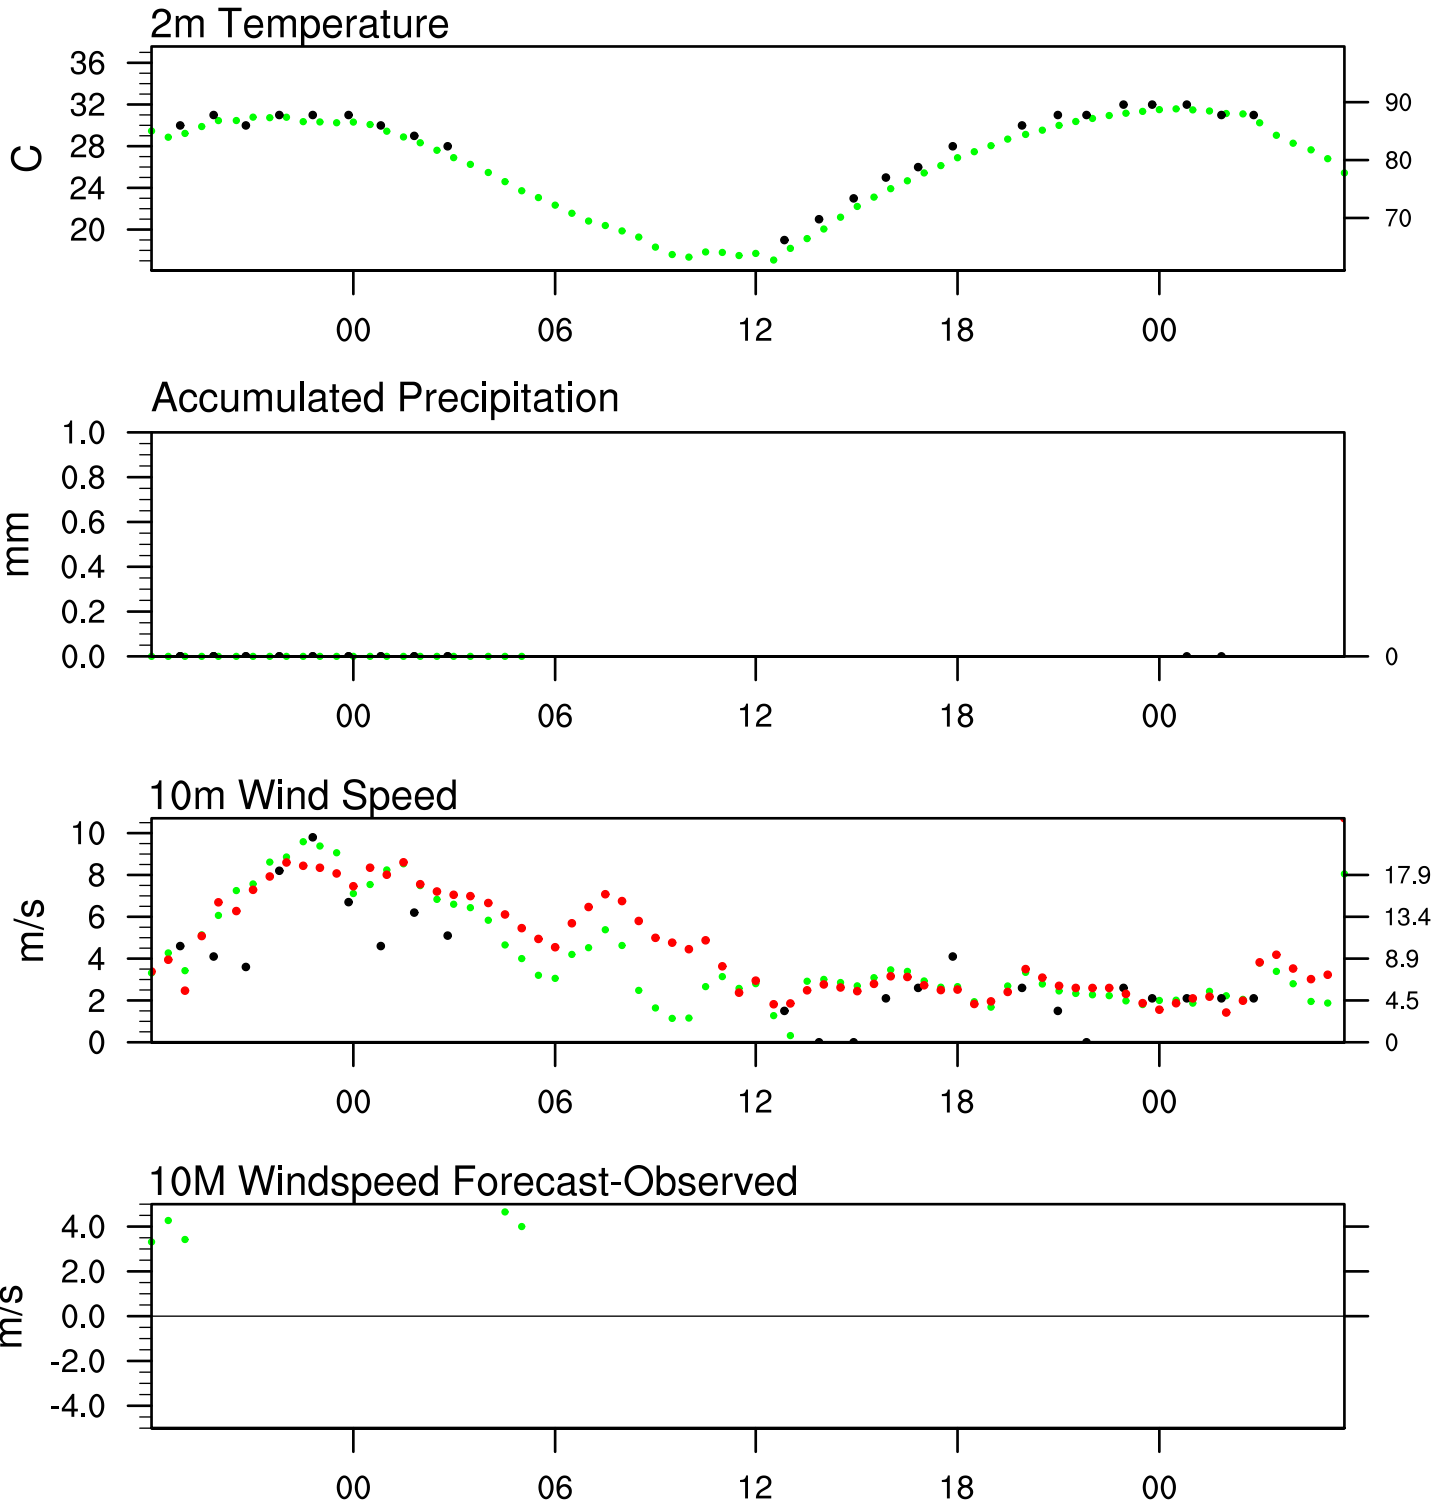 2m Temperature
36
32
28
24
20
C
90
80
70
00 06 12 18 00
Accumulated Precipitation
1.0
0.8
0.6
0.4
0.2
0.0
mm
0
00 06 12 18 00
10m Wind Speed
10
8
6
4
2
0
m/s
17.9
13.4
8.9
4.5
0
00 06 12 18 00
10M Windspeed Forecast-Observed
4.0
2.0
0.0
-2.0
-4.0
m/s
00 06 12 18 00